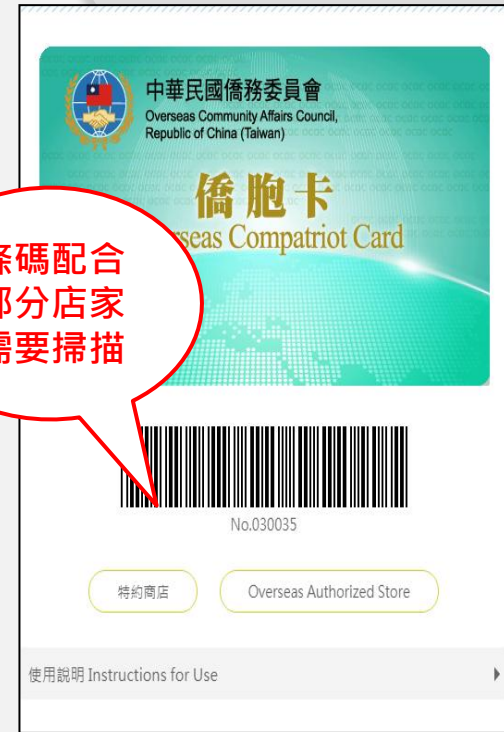 中華民國僑務委員會
Overseas Community Affairs Council,
Republic of China (Taiwan)
僑胞卡
seas Compatriot Card
條碼配合
部分店家
需要掃描
No.030035
特約商店
Overseas Authorized Store
使用說明 Instructions for Use